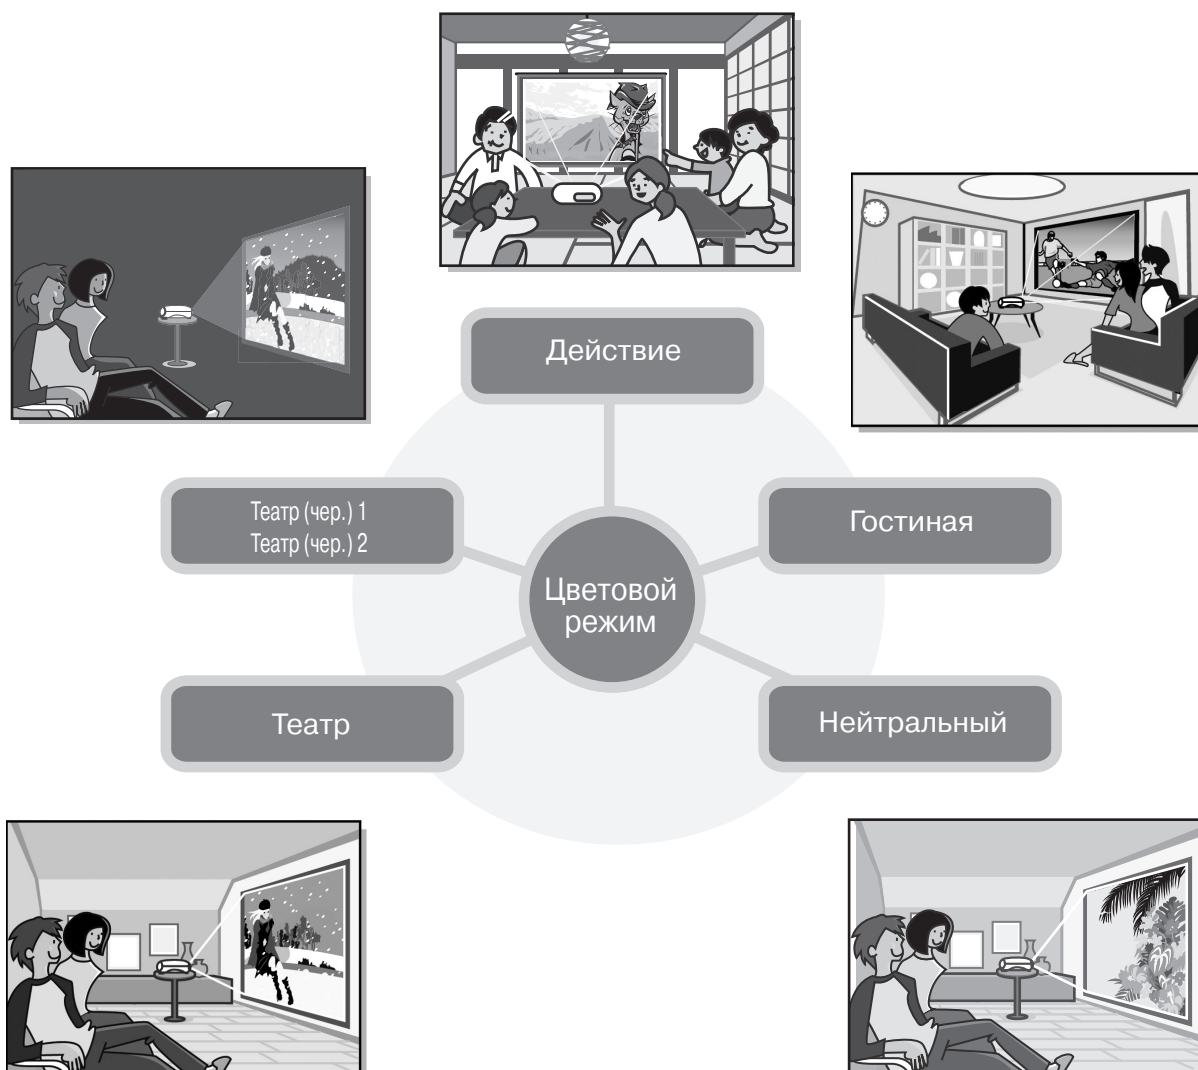 Действие
Театр (чер.) 1
Театр (чер.) 2
Гостиная
Цветовой
режим
Театр
Нейтральный